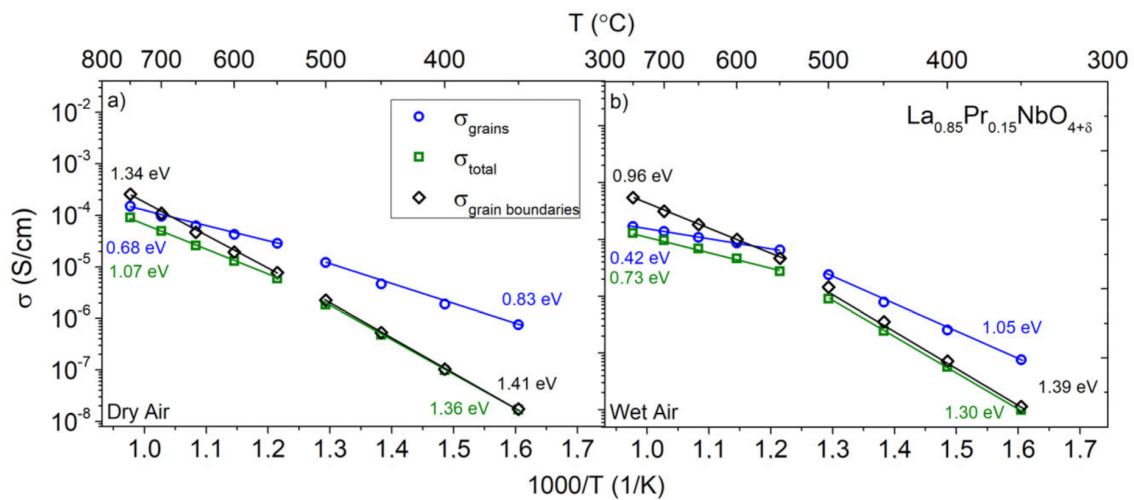 T (°C)
800 700 600 500 400 300 700 600 500 400 300
a) b)
σgrains
σtotal
σgrain boundaries
La0.85Pr0.15NbO4+δ
10-2
10-3
10-4
10-5
10-6
10-7
10-8
σ (S/cm)
1.34 eV
0.68 eV
1.07 eV
0.83 eV
1.41 eV
1.36 eV
Dry Air
0.96 eV
0.42 eV
0.73 eV
1.05 eV
1.39 eV
1.30 eV
Wet Air
1.0 1.1 1.2 1.3 1.4 1.5 1.6 1.7 1.0 1.1 1.2 1.3 1.4 1.5 1.6 1.7
1000/T (1/K)